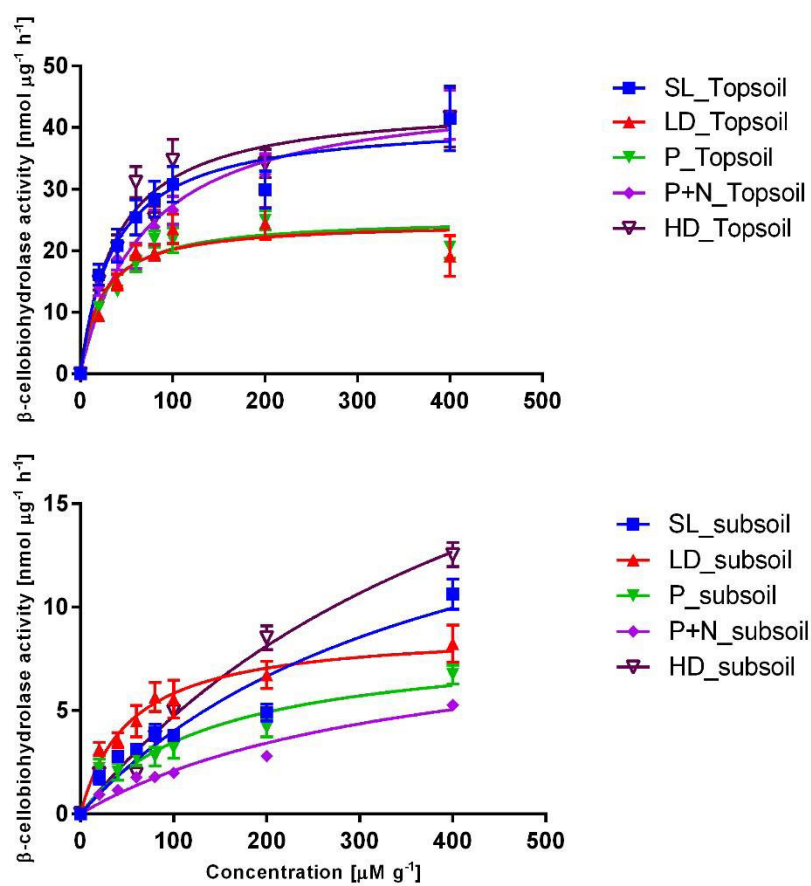 β-cellobiohydrolase activity [nmol µg⁻¹ h⁻¹]
50
40
30
20
10
0
0 100 200 300 400 500
SL_Topsoil
LD_Topsoil
P_Topsoil
P+N_Topsoil
HD_Topsoil
β-cellobiohydrolase activity [nmol µg⁻¹ h⁻¹]
15
10
5
0
0 100 200 300 400 500
Concentration [µM g⁻¹]
SL_subsoil
LD_subsoil
P_subsoil
P+N_subsoil
HD_subsoil